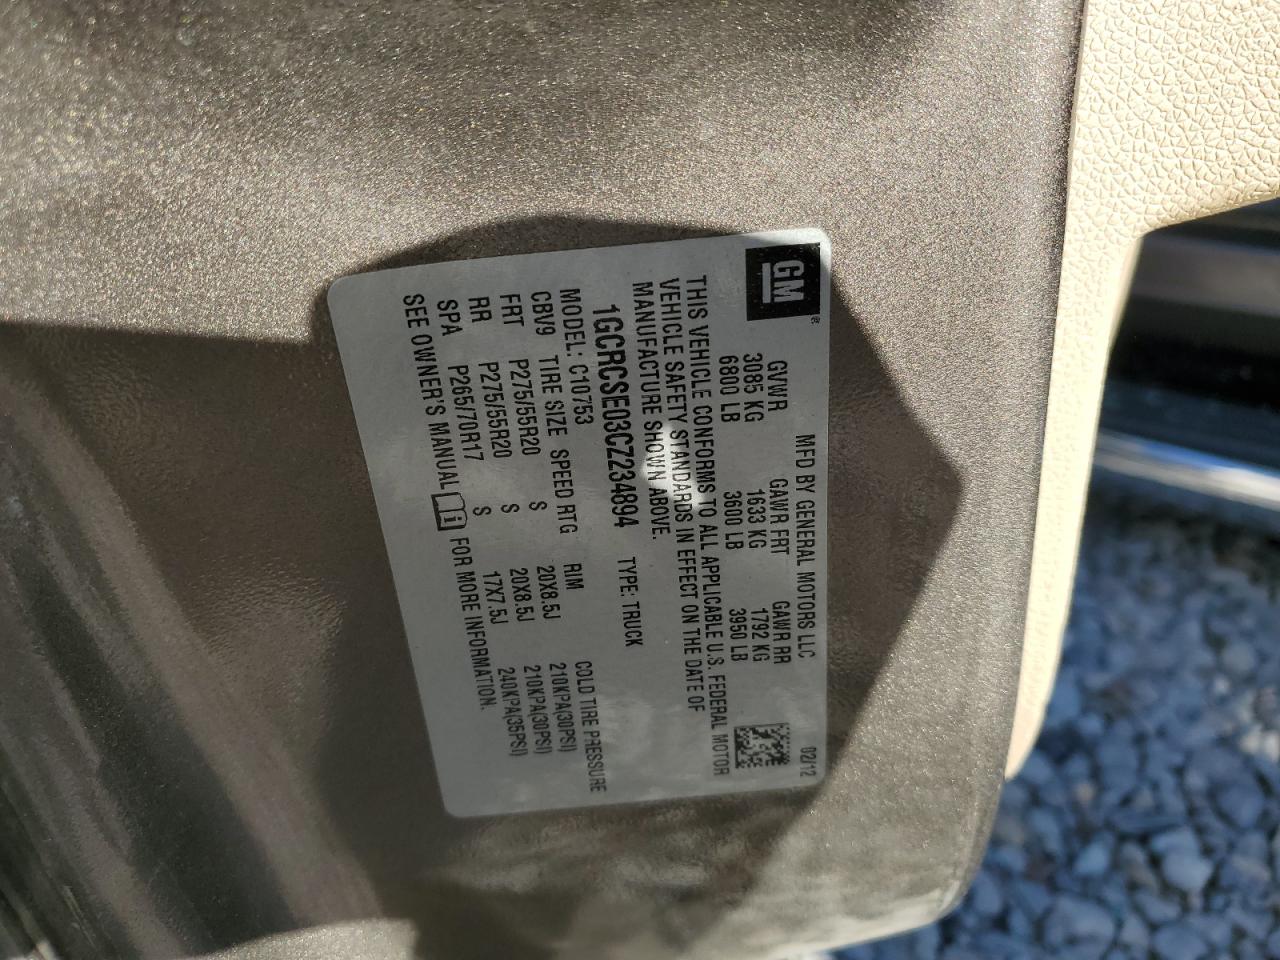 GM®
MFD BY GENERAL MOTORS LLC 02/12
GVWR GAWR FRT GAWR RR
3085 KG 1633 KG 1792 KG
6800 LB 3600 LB 3950 LB
THIS VEHICLE CONFORMS TO ALL APPLICABLE U.S. FEDERAL MOTOR
VEHICLE SAFETY STANDARDS IN EFFECT ON THE DATE OF
MANUFACTURE SHOWN ABOVE.
1GCRCSE03CZ234894 TYPE: TRUCK
MODEL: C10753
CBV9 TIRE SIZE SPEED RTG RIM COLD TIRE PRESSURE
FRT P275/55R20 S 20X8.5J 210KPA(30PSI)
RR P275/55R20 S 20X8.5J 210KPA(30PSI)
SPA P265/70R17 S 17X7.5J 240KPA(35PSI)
SEE OWNER'S MANUAL FOR MORE INFORMATION.